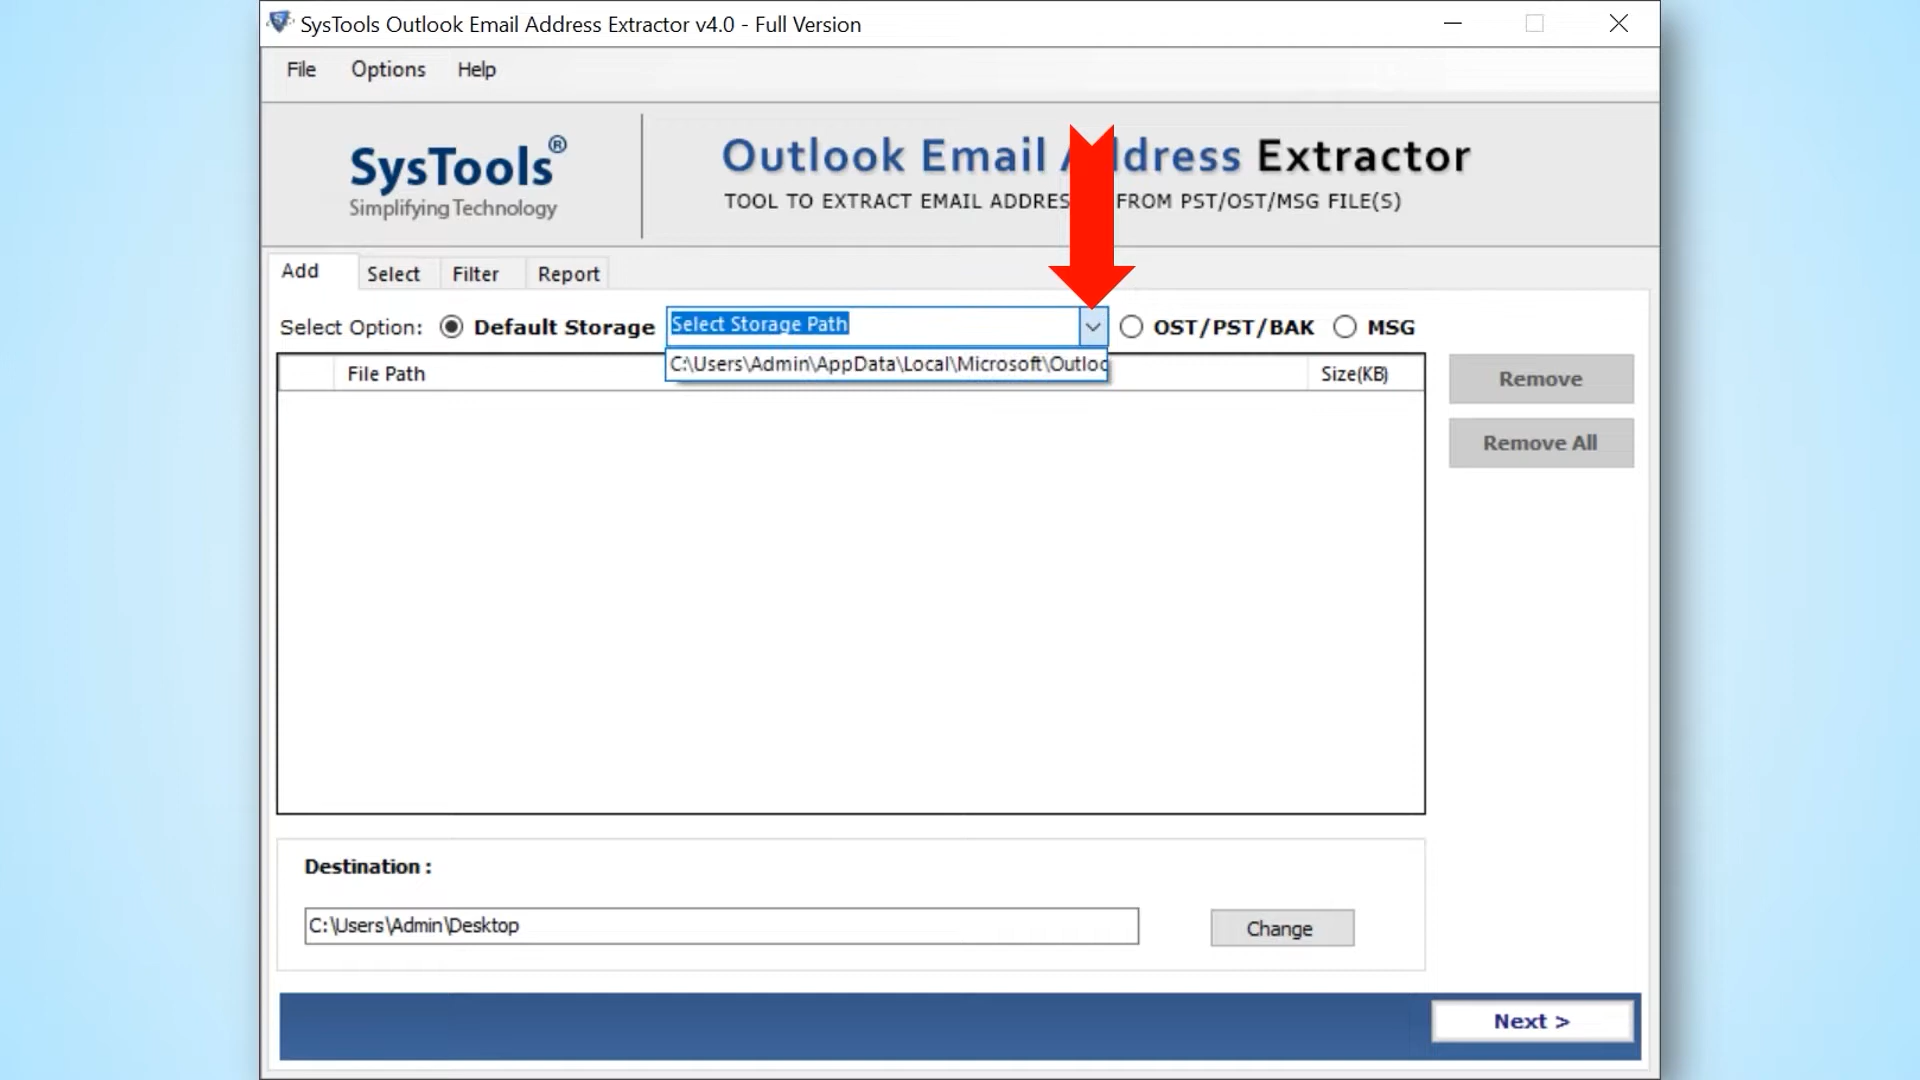 SysTools Outlook Email Address Extractor v4.0 - Full Version
File Options Help
SysTools®
Simplifying Technology
Outlook Email Address Extractor
TOOL TO EXTRACT EMAIL FROM PST/OST/MSG FILE(S)
Add Select Filter Report
Select Option: Default Storage Select Storage Path OST/PST/BAK MSG
C:\Users\Admin\AppData\Local\Microsoft\Outloo
File Path Size(KB)
Remove
Remove All
Destination :
C:\Users\Admin\Desktop
Change
Next >